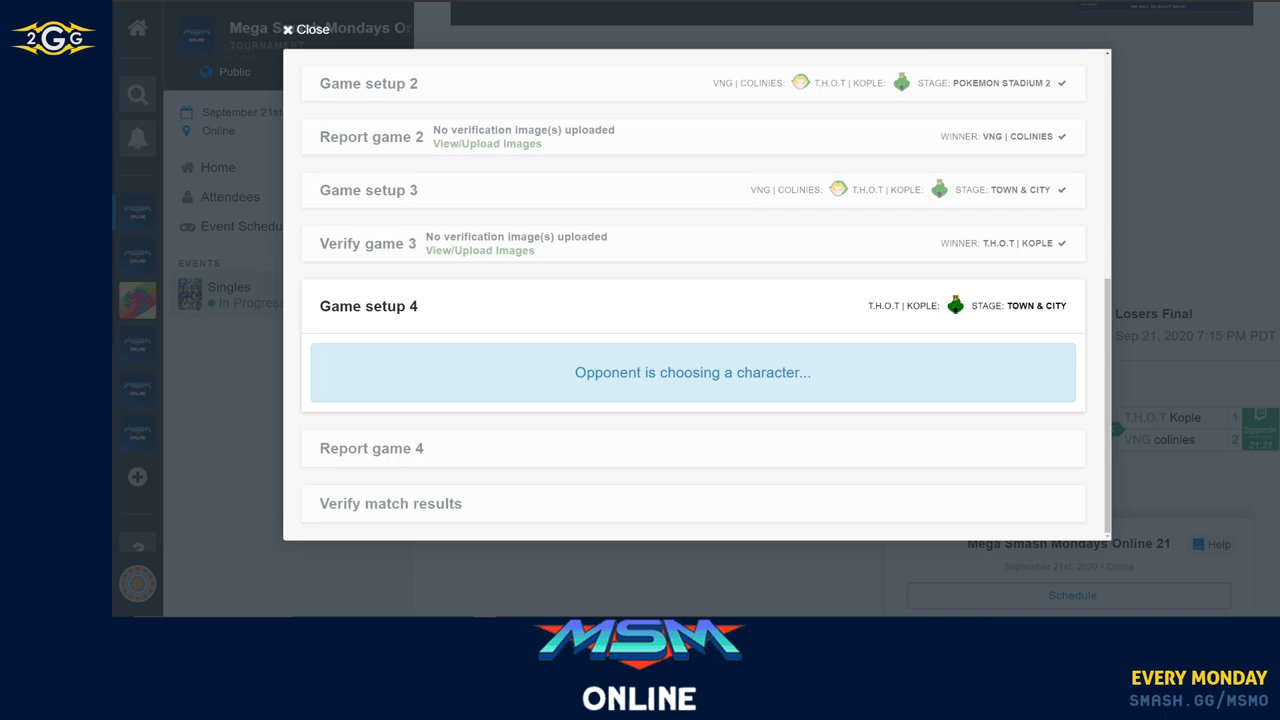 2GG
Mega Smash Mondays On
TOURNAMENT
Public
September 21st
Online
Home
Attendees
Event Schedu
EVENTS
Singles
In Progress
✖ Close
Game setup 2
VNG | COLINIES: T.H.O.T | KOPLE: STAGE: POKEMON STADIUM 2 ✔
Report game 2
No verification image(s) uploaded
View/Upload Images
WINNER: VNG | COLINIES ✔
Game setup 3
VNG | COLINIES: T.H.O.T | KOPLE: STAGE: TOWN & CITY ✔
Verify game 3
No verification image(s) uploaded
View/Upload Images
WINNER: T.H.O.T | KOPLE ✔
Game setup 4
T.H.O.T | KOPLE: STAGE: TOWN & CITY
Opponent is choosing a character...
Report game 4
Verify match results
Losers Final
Sep 21, 2020 7:15 PM PDT
T.H.O.T Kople 1
VNG colinies 2
21:21
Mega Smash Mondays Online 21
September 21st, 2020 • Online
Help
Schedule
MSM
ONLINE
EVERY MONDAY
SMASH.GG/MSMO